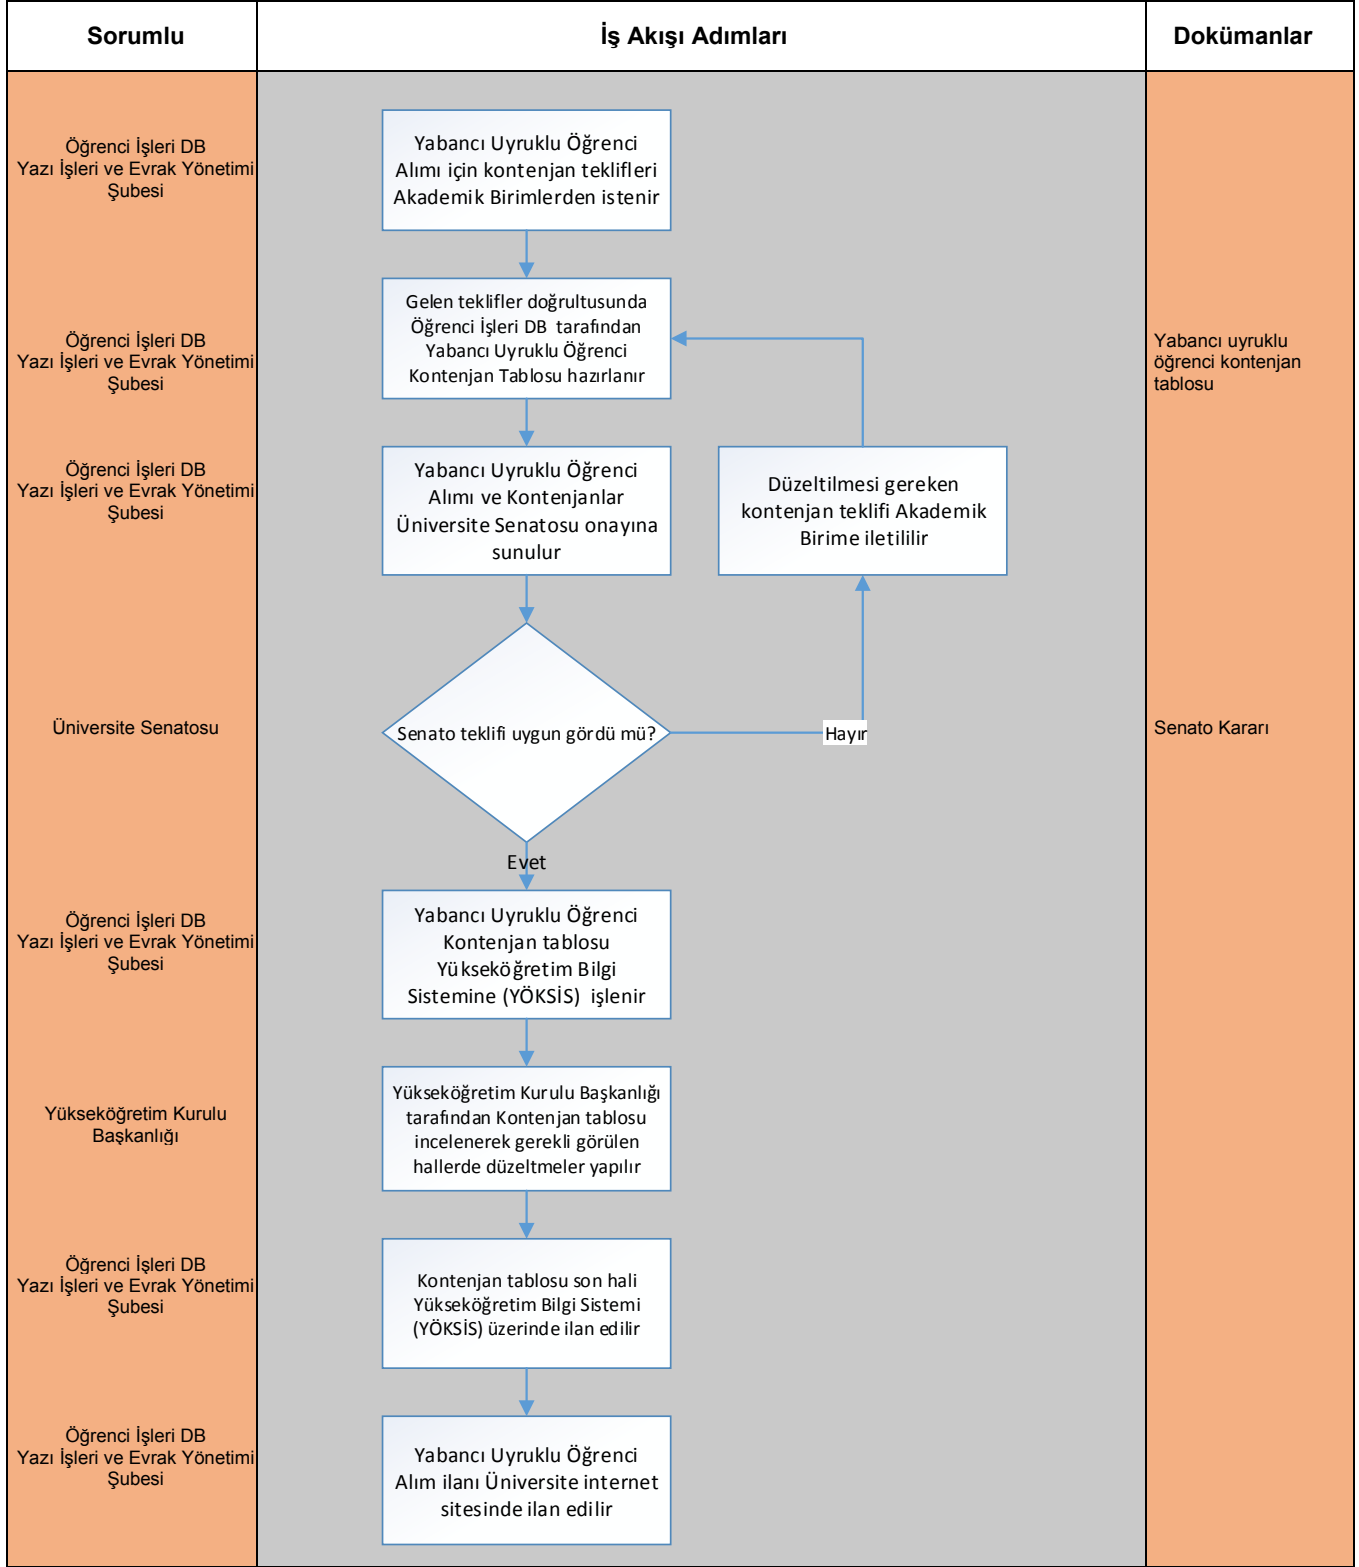 Sorumlu
İş Akışı Adımları
Dokümanlar
Öğrenci İşleri DB
Yazı İşleri ve Evrak Yönetimi
Şubesi
Yabancı Uyruklu Öğrenci
Alımı için kontenjan teklifleri
Akademik Birimlerden istenir
Öğrenci İşleri DB
Yazı İşleri ve Evrak Yönetimi
Şubesi
Gelen teklifler doğrultusunda
Öğrenci İşleri DB tarafından
Yabancı Uyruklu Öğrenci
Kontenjan Tablosu hazırlanır
Yabancı uyruklu
öğrenci kontenjan
tablosu
Öğrenci İşleri DB
Yazı İşleri ve Evrak Yönetimi
Şubesi
Yabancı Uyruklu Öğrenci
Alımı ve Kontenjanlar
Üniversite Senatosu onayına
sunulur
Düzeltilmesi gereken
kontenjan teklifi Akademik
Birime iletililir
Üniversite Senatosu
Senato teklifi uygun gördü mü?
Hayır
Senato Kararı
Evet
Öğrenci İşleri DB
Yazı İşleri ve Evrak Yönetimi
Şubesi
Yabancı Uyruklu Öğrenci
Kontenjan tablosu
Yükseköğretim Bilgi
Sistemine (YÖKSİS) işlenir
Yükseköğretim Kurulu
Başkanlığı
Yükseköğretim Kurulu Başkanlığı
tarafından Kontenjan tablosu
incelenerek gerekli görülen
hallerde düzeltmeler yapılır
Öğrenci İşleri DB
Yazı İşleri ve Evrak Yönetimi
Şubesi
Kontenjan tablosu son hali
Yükseköğretim Bilgi Sistemi
(YÖKSİS) üzerinde ilan edilir
Öğrenci İşleri DB
Yazı İşleri ve Evrak Yönetimi
Şubesi
Yabancı Uyruklu Öğrenci
Alım ilanı Üniversite internet
sitesinde ilan edilir